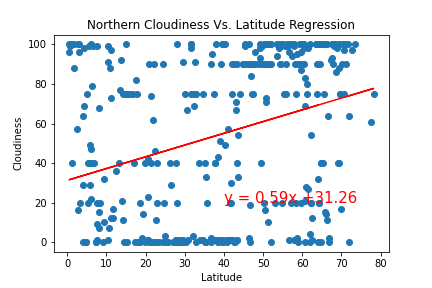 Northern Cloudiness Vs. Latitude Regression
100
80
60
40
20
0
Cloudiness
y = 0.59x +31.26
0 10 20 30 40 50 60 70 80
Latitude